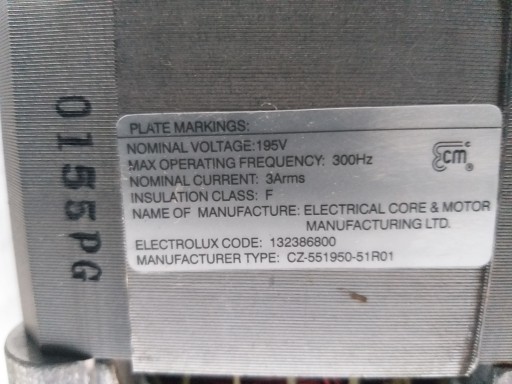 0155PG
PLATE MARKINGS:
NOMINAL VOLTAGE:195V
MAX OPERATING FREQUENCY: 300Hz
NOMINAL CURRENT: 3Arms
INSULATION CLASS: F
NAME OF MANUFACTURE: ELECTRICAL CORE & MOTOR
MANUFACTURING LTD.
ELECTROLUX CODE: 132386800
MANUFACTURER TYPE: CZ-551950-51R01
ecm ®